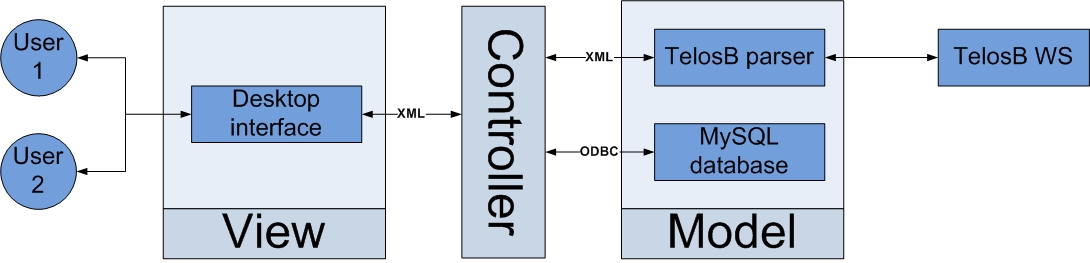 User
1
User
2
Desktop
interface
View
XML
Controller
XML
ODBC
TelosB parser
MySQL
database
Model
TelosB WS